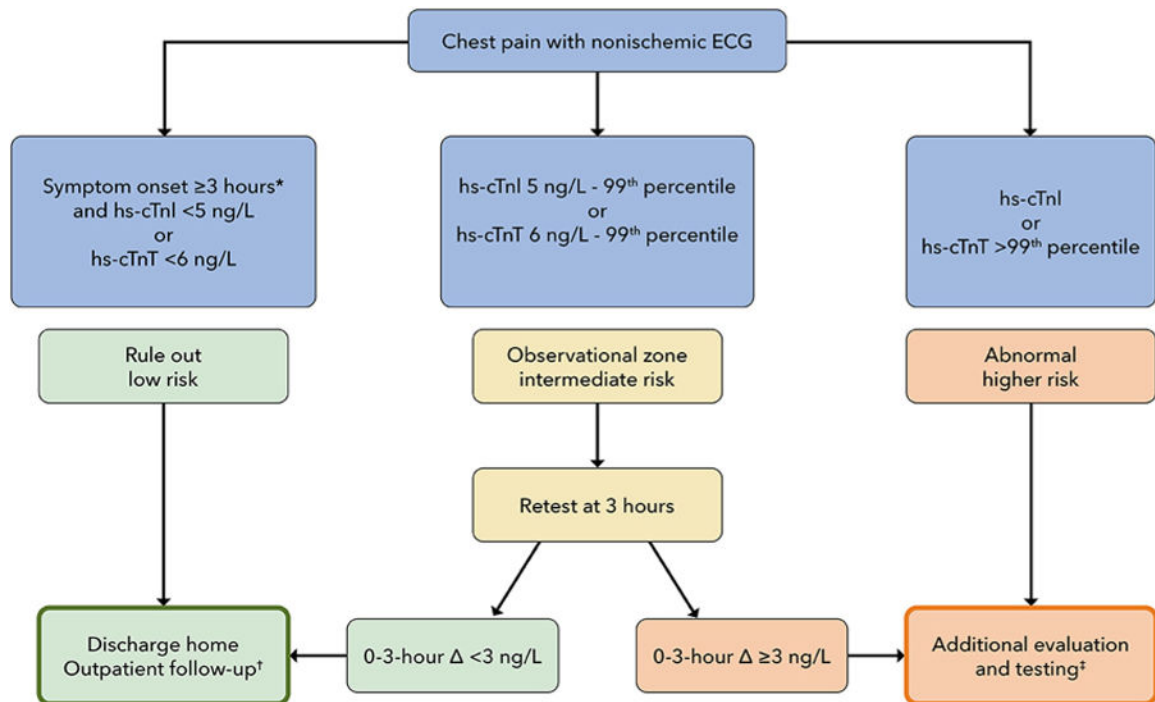 Chest pain with nonischemic ECG
Symptom onset ≥3 hours*
and hs-cTnl <5 ng/L
or
hs-cTnT <6 ng/L
hs-cTnl 5 ng/L - 99th percentile
or
hs-cTnT 6 ng/L - 99th percentile
hs-cTnl
or
hs-cTnT >99th percentile
Rule out
low risk
Observational zone
intermediate risk
Abnormal
higher risk
Retest at 3 hours
Discharge home
Outpatient follow-up†
0-3-hour Δ <3 ng/L
0-3-hour Δ ≥3 ng/L
Additional evaluation
and testing‡